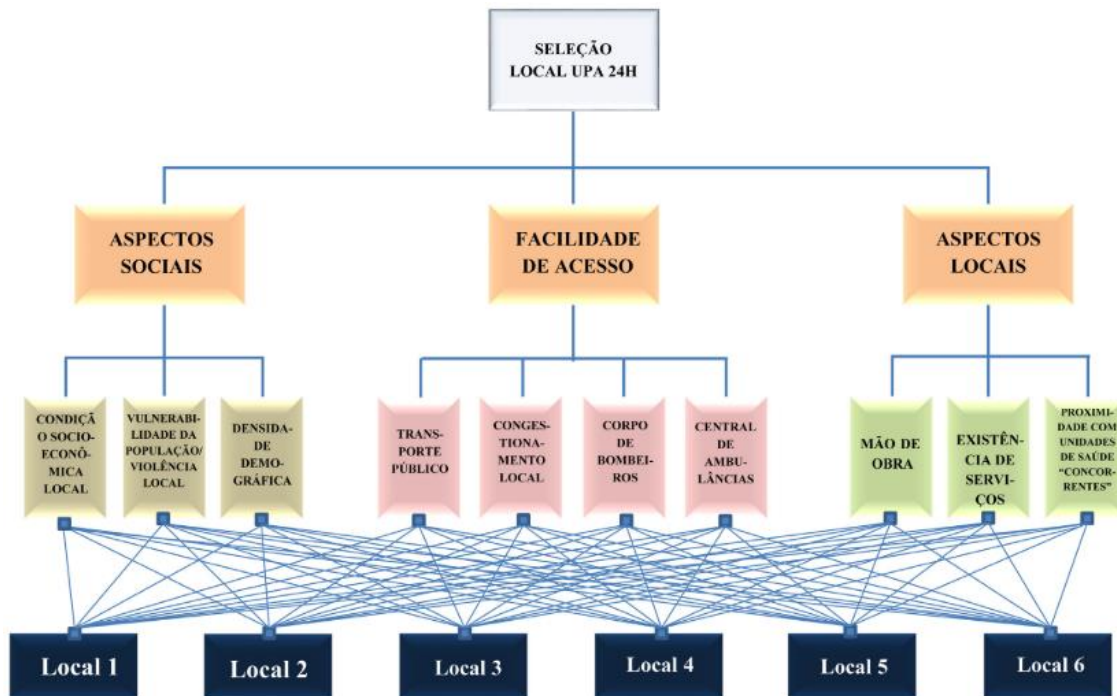 SELEÇÃO
LOCAL UPA 24H
ASPECTOS
SOCIAIS
FACILIDADE
DE ACESSO
ASPECTOS
LOCAIS
CONDIÇÃ
O SOCIO-
ECONÔ-
MICA
LOCAL
VULNERABI-
LIDADE DA
POPULAÇÃO/
VIOLÊNCIA
LOCAL
DENSIDA-
DE
DEMO-
GRÁFICA
TRANS-
PORTE
PÚBLICO
CONGES-
TIONA-
MENTO
LOCAL
CORPO
DE
BOMBEI-
ROS
CENTRAL
DE
AMBU-
LÂNCIAS
MÃO DE
OBRA
EXISTÊN-
CIA DE
SERVI-
ÇOS
PROXIMI-
DADE COM
UNIDADES
DE SAÚDE
“CONCOR-
RENTES”
Local 1
Local 2
Local 3
Local 4
Local 5
Local 6